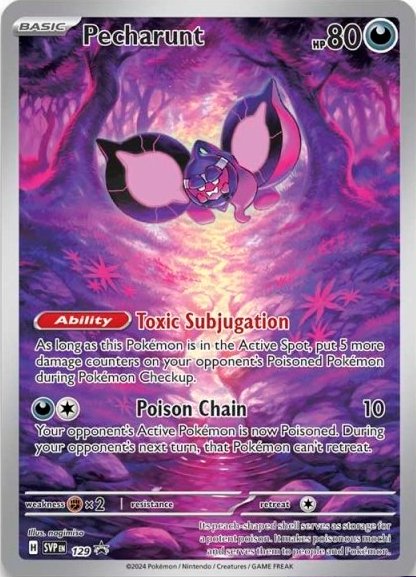 BASIC
Pecharunt HP80
Ability Toxic Subjugation
As long as this Pokémon is in the Active Spot, put 5 more
damage counters on your opponent's Poisoned Pokémon
during Pokémon Checkup.
Poison Chain 10
Your opponent's Active Pokémon is now Poisoned. During
your opponent's next turn, that Pokémon can't retreat.
weakness ×2 resistance retreat
Illus. nagimiso
H SVP EN 129
Its peach-shaped shell serves as storage
for a potent poison. It makes poisonous mochi
and serves them to people and Pokémon.
©2024 Pokémon / Nintendo / Creatures / GAME FREAK